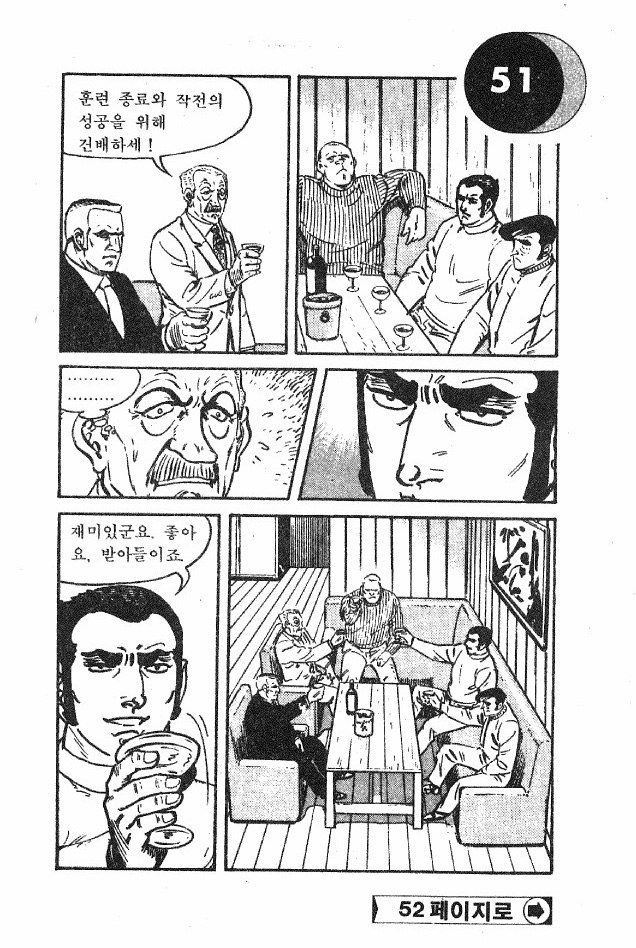 51
훈련 종료와 작전의
성공을 위해
건배하세!
.........
.........
재미있군요. 좋아
요, 받아들이죠.
52 페이지로